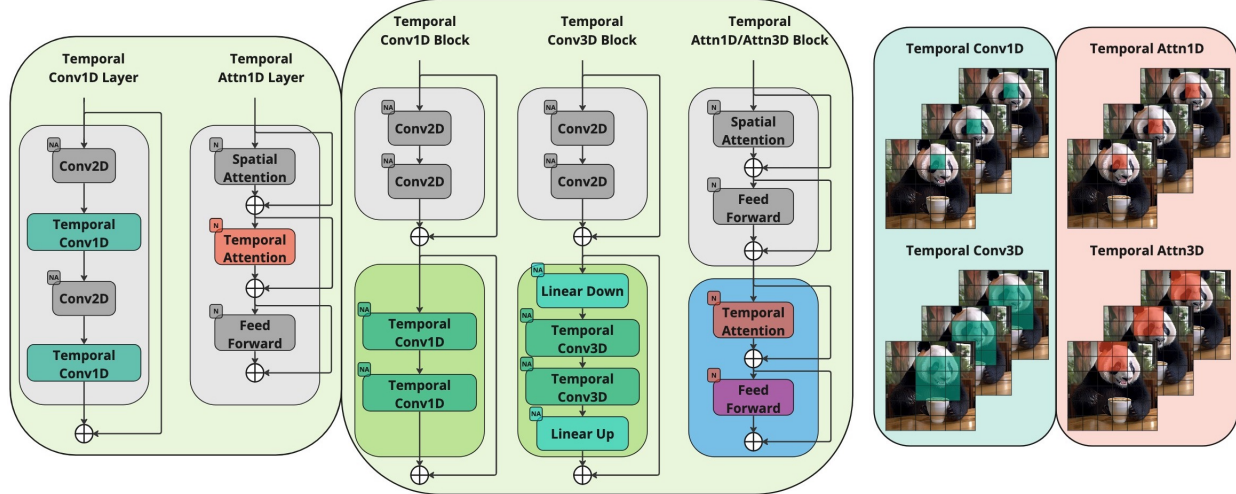 Temporal
Conv1D Layer
NA
Conv2D
Temporal
Conv1D
NA
Conv2D
Temporal
Conv1D
Temporal
Attn1D Layer
N
Spatial
Attention
N
Temporal
Attention
N
Feed
Forward
Temporal
Conv1D Block
NA
Conv2D
NA
Conv2D
NA
Temporal
Conv1D
NA
Temporal
Conv1D
Temporal
Conv3D Block
NA
Conv2D
NA
Conv2D
NA
Linear Down
NA
Temporal
Conv3D
NA
Temporal
Conv3D
NA
Linear Up
Temporal
Attn1D/Attn3D Block
N
Spatial
Attention
N
Feed
Forward
N
Temporal
Attention
N
Feed
Forward
Temporal Conv1D
Temporal Attn1D
Temporal Conv3D
Temporal Attn3D